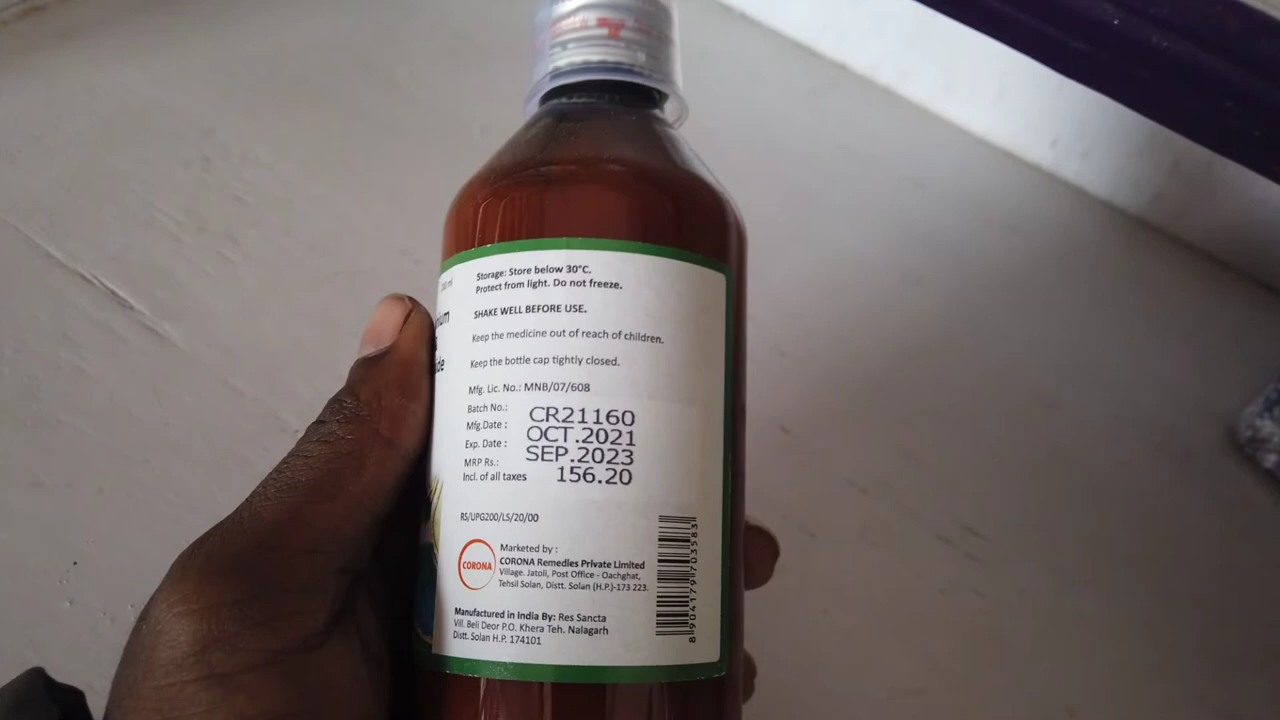 Storage: Store below 30°C.
Protect from light. Do not freeze.
SHAKE WELL BEFORE USE.
Keep the medicine out of reach of children.
Keep the bottle cap tightly closed.
Mfg. Lic. No.: MNB/07/608
Batch No.: CR21160
Mfg.Date : OCT.2021
Exp. Date : SEP.2023
MRP Rs.: 156.20
Incl. of all taxes
RS/UPG200/LS/20/00
CORONA
Marketed by :
CORONA Remedies Private Limited
Village. Jatoli, Post Office - Oachghat,
Tehsil Solan, Distt. Solan (H.P.)-173 223.
Manufactured in India By: Res Sancta
Vill. Beli Deor P.O. Khera Teh. Nalagarh
Distt. Solan H.P. 174101
8 904179 703583